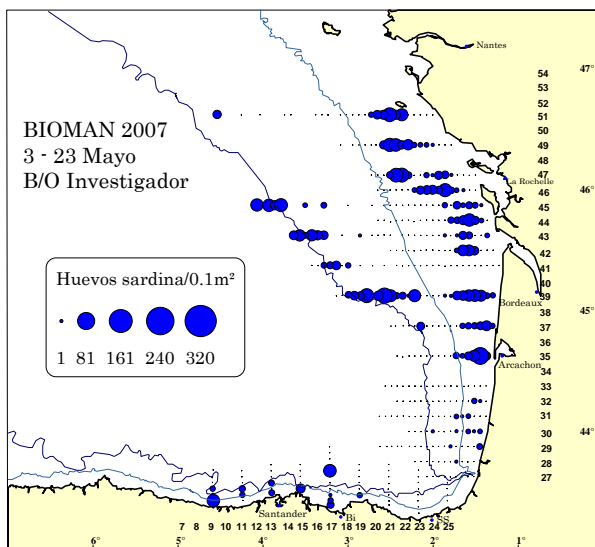 Nantes
47°
54
53
52
51
50
49
48
47
46
45
44
43
42
41
40
39
38
37
36
35
34
33
32
31
30
29
28
27
BIOMAN 2007
3 - 23 Mayo
B/O Investigador
La Rochelle
46°
Huevos sardina/0.1m²
1 81 161 240 320
Bordeaux
45°
Arcachon
44°
Santander
Bi
SS
7 8 9 10 11 12 13 14 15 16 17 18 19 20 21 22 23 24 25
6° 5° 4° 3° 2°